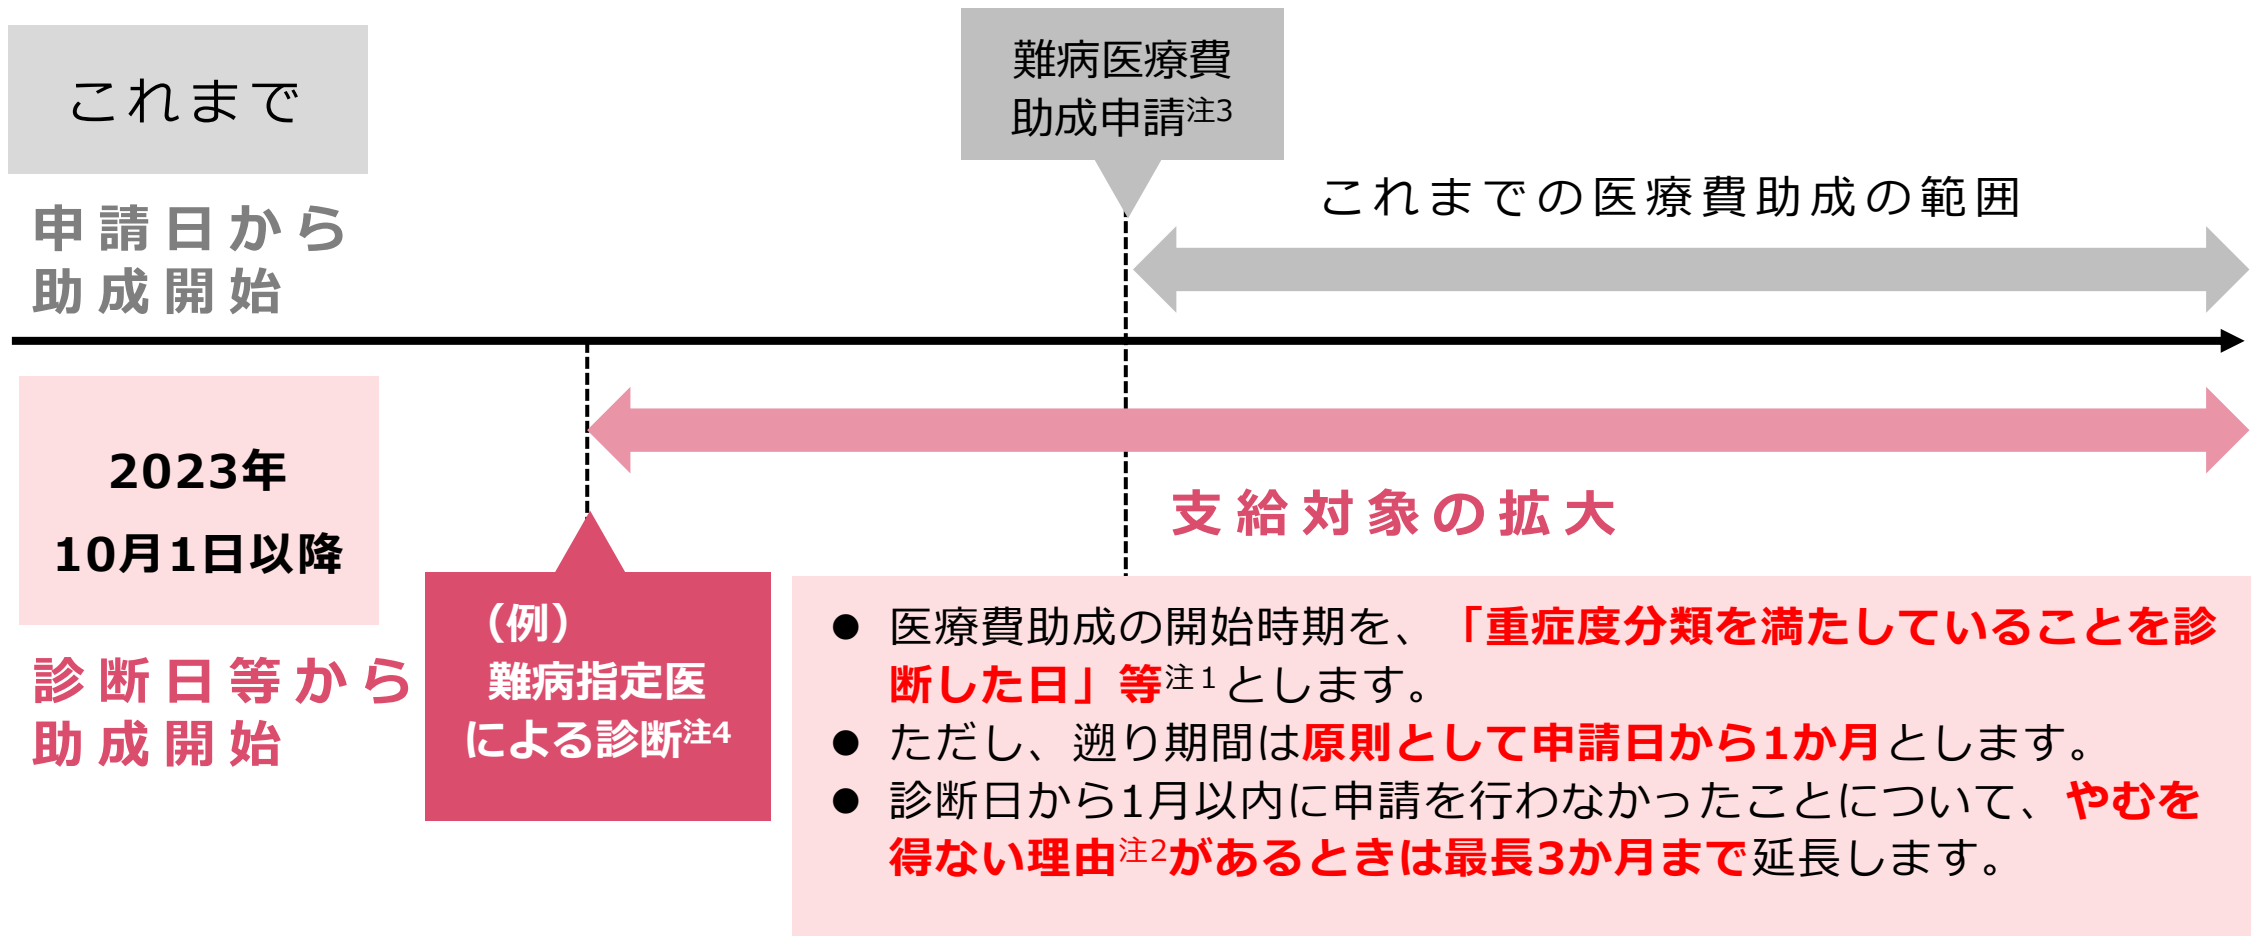 これまで
難病医療費
助成申請注3
これまでの医療費助成の範囲
申請日から
助成開始
2023年
10月1日以降
支給対象の拡大
診断日等から
助成開始
（例）
難病指定医
による診断注4
● 医療費助成の開始時期を、「重症度分類を満たしていることを診
断した日」等注１とします。
● ただし、遡り期間は原則として申請日から1か月とします。
● 診断日から1月以内に申請を行わなかったことについて、やむを
得ない理由注2があるときは最長3か月まで延長します。